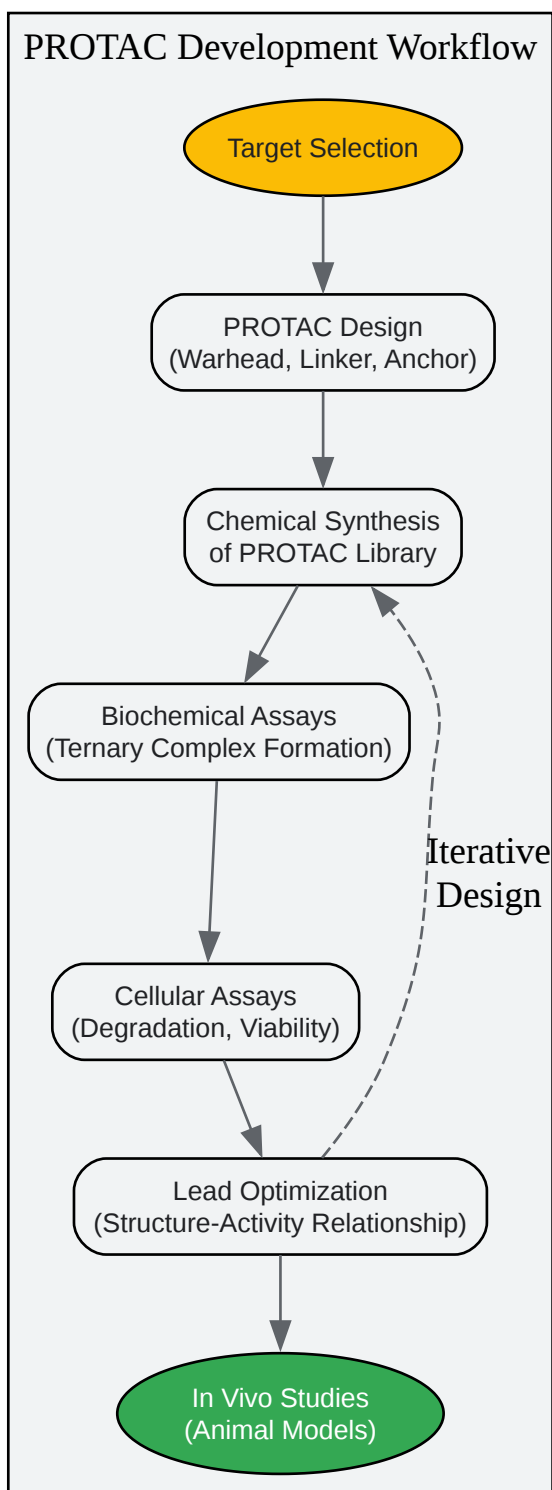 PROTAC Development Workflow
Target Selection
PROTAC Design
(Warhead, Linker, Anchor)
Chemical Synthesis
of PROTAC Library
Biochemical Assays
(Ternary Complex Formation)
Iterative
Design
Cellular Assays
(Degradation, Viability)
Lead Optimization
(Structure-Activity Relationship)
In Vivo Studies
(Animal Models)